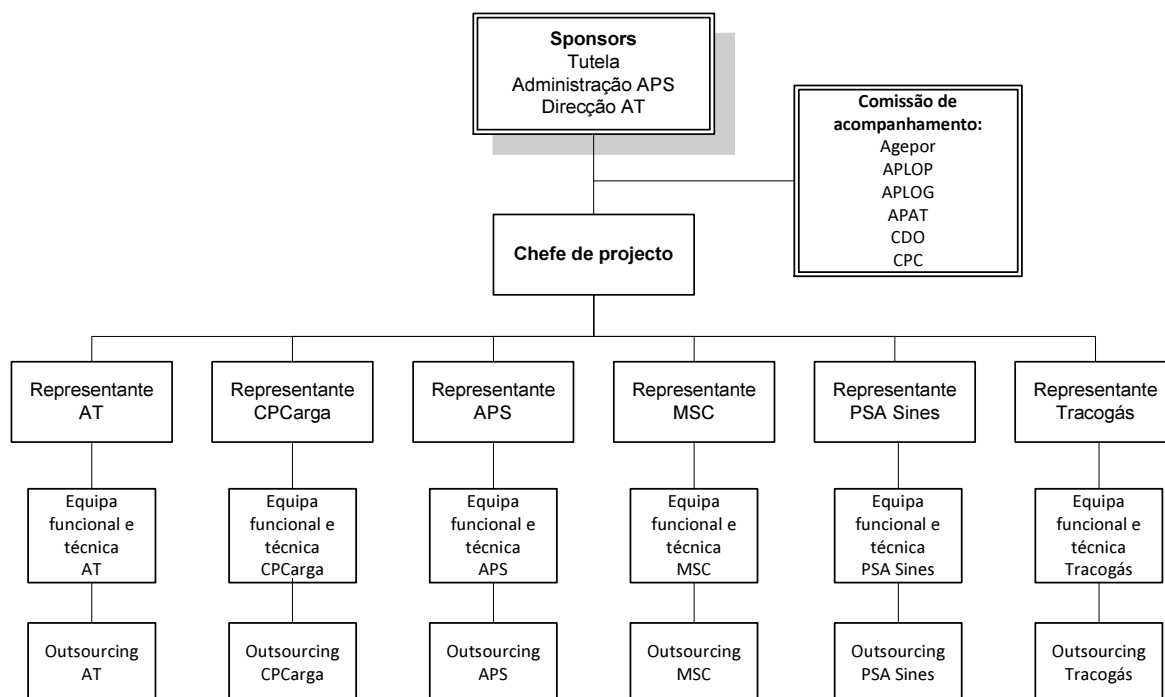 Sponsors
Tutela
Administração APS
Direcção AT
Comissão de
acompanhamento:
Agepor
APLOP
APLOG
APAT
CDO
CPC
Chefe de projecto
Representante
AT
Representante
CPCarga
Representante
APS
Representante
MSC
Representante
PSA Sines
Representante
Tracogás
Equipa
funcional e
técnica
AT
Equipa
funcional e
técnica
CPCarga
Equipa
funcional e
técnica
APS
Equipa
funcional e
técnica
MSC
Equipa
funcional e
técnica
PSA Sines
Equipa
funcional e
técnica
Tracogás
Outsourcing
AT
Outsourcing
CPCarga
Outsourcing
APS
Outsourcing
MSC
Outsourcing
PSA Sines
Outsourcing
Tracogás